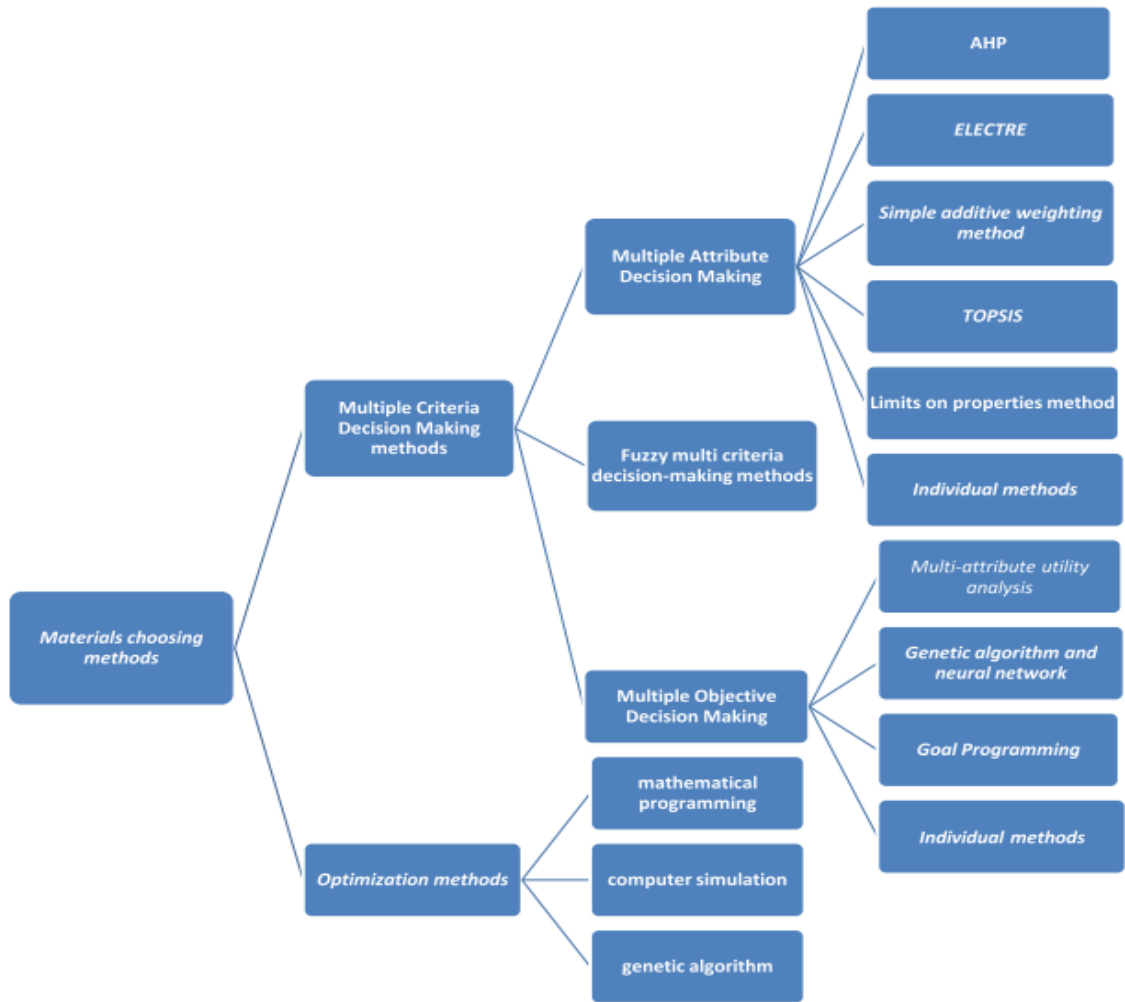 Materials choosing
methods
Multiple Criteria
Decision Making
methods
Optimization methods
Multiple Attribute
Decision Making
Fuzzy multi criteria
decision-making methods
Multiple Objective
Decision Making
mathematical
programming
computer simulation
genetic algorithm
AHP
ELECTRE
Simple additive weighting
method
TOPSIS
Limits on properties method
Individual methods
Multi-attribute utility
analysis
Genetic algorithm and
neural network
Goal Programming
Individual methods